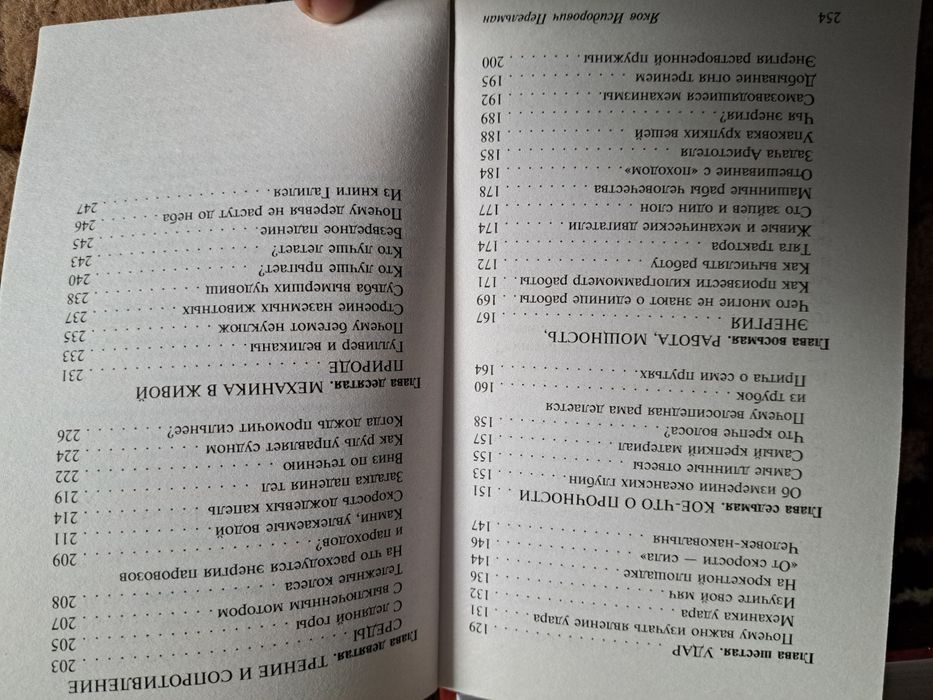 Глава шестая. УДАР . . . . . . . . . . 129
Почему важно изучать явление удара . . . 131
Механика удара . . . . . . . . . . 132
Изучите свой мяч . . . . . . . . . . 136
На крокетной площадке . . . . . . . . . . 144
«От скорости сила» . . . . . . . . . . 146
Человек-наковальня . . . . . . . . . . 147
Глава седьмая. КОЕ-ЧТО О ПРОЧНОСТИ . . . 151
Об измерении океанских глубин . . . . . 153
Самые длинные отвесы . . . . . . . . . . 155
Самый крепкий материал . . . . . . . . . . 157
Что крепче волоса? . . . . . . . . . . 158
Почему велосипедная рама делается
из трубок . . . . . . . . . . 160
Притча о семи прутьях . . . . . . . . . . 164
Глава восьмая. РАБОТА, МОЩНОСТЬ,
ЭНЕРГИЯ . . . . . . . . . . 167
Чего многие не знают о единице работы . . . 169
Как произвести килограммометр работы . . . 171
Как вычислять работу . . . . . . . . . . 172
Тяга трактора . . . . . . . . . . 174
Живые и механические двигатели . . . . . 174
Сто зайцев и один слон . . . . . . . . . . 177
Машинные рабы человечества . . . . . . . 178
Отвешивание с «походом» . . . . . . . . . . 184
Задача Аристотеля . . . . . . . . . . 185
Упаковка хрупких вещей . . . . . . . . . . 188
Чья энергия? . . . . . . . . . . 189
Самозаводящиеся механизмы . . . . . . . 192
Добывание огня трением . . . . . . . . . . 195
Энергия растворенной пружины . . . . . . 200
254 Яков Исидорович Перельман
Глава девятая. ТРЕНИЕ И СОПРОТИВЛЕНИЕ
СРЕДЫ . . . . . . . . . . 203
С ледяной горы . . . . . . . . . . 205
С выключенным мотором . . . . . . . . . . 207
Тележные колеса . . . . . . . . . . 208
На что расходуется энергия паровозов
и пароходов? . . . . . . . . . . 209
Камни, увлекаемые водой . . . . . . . . . . 211
Скорость дождевых капель . . . . . . . . . . 214
Загадка падения тел . . . . . . . . . . 219
Вниз по течению . . . . . . . . . . 222
Как руль управляет судном . . . . . . . . . . 224
Когда дождь промочит сильнее? . . . . . 226
Глава десятая. МЕХАНИКА В ЖИВОЙ
ПРИРОДЕ . . . . . . . . . . 231
Гулливер и великаны . . . . . . . . . . 233
Почему бегемот неуклюж . . . . . . . . . . 235
Строение наземных животных . . . . . . . 237
Судьба вымерших чудовищ . . . . . . . . . . 238
Кто лучше прыгает? . . . . . . . . . . 240
Кто лучше летает? . . . . . . . . . . 243
Безвредное падение . . . . . . . . . . 245
Почему деревья не растут до неба . . . . . 246
Из книги Галилея . . . . . . . . . . 247